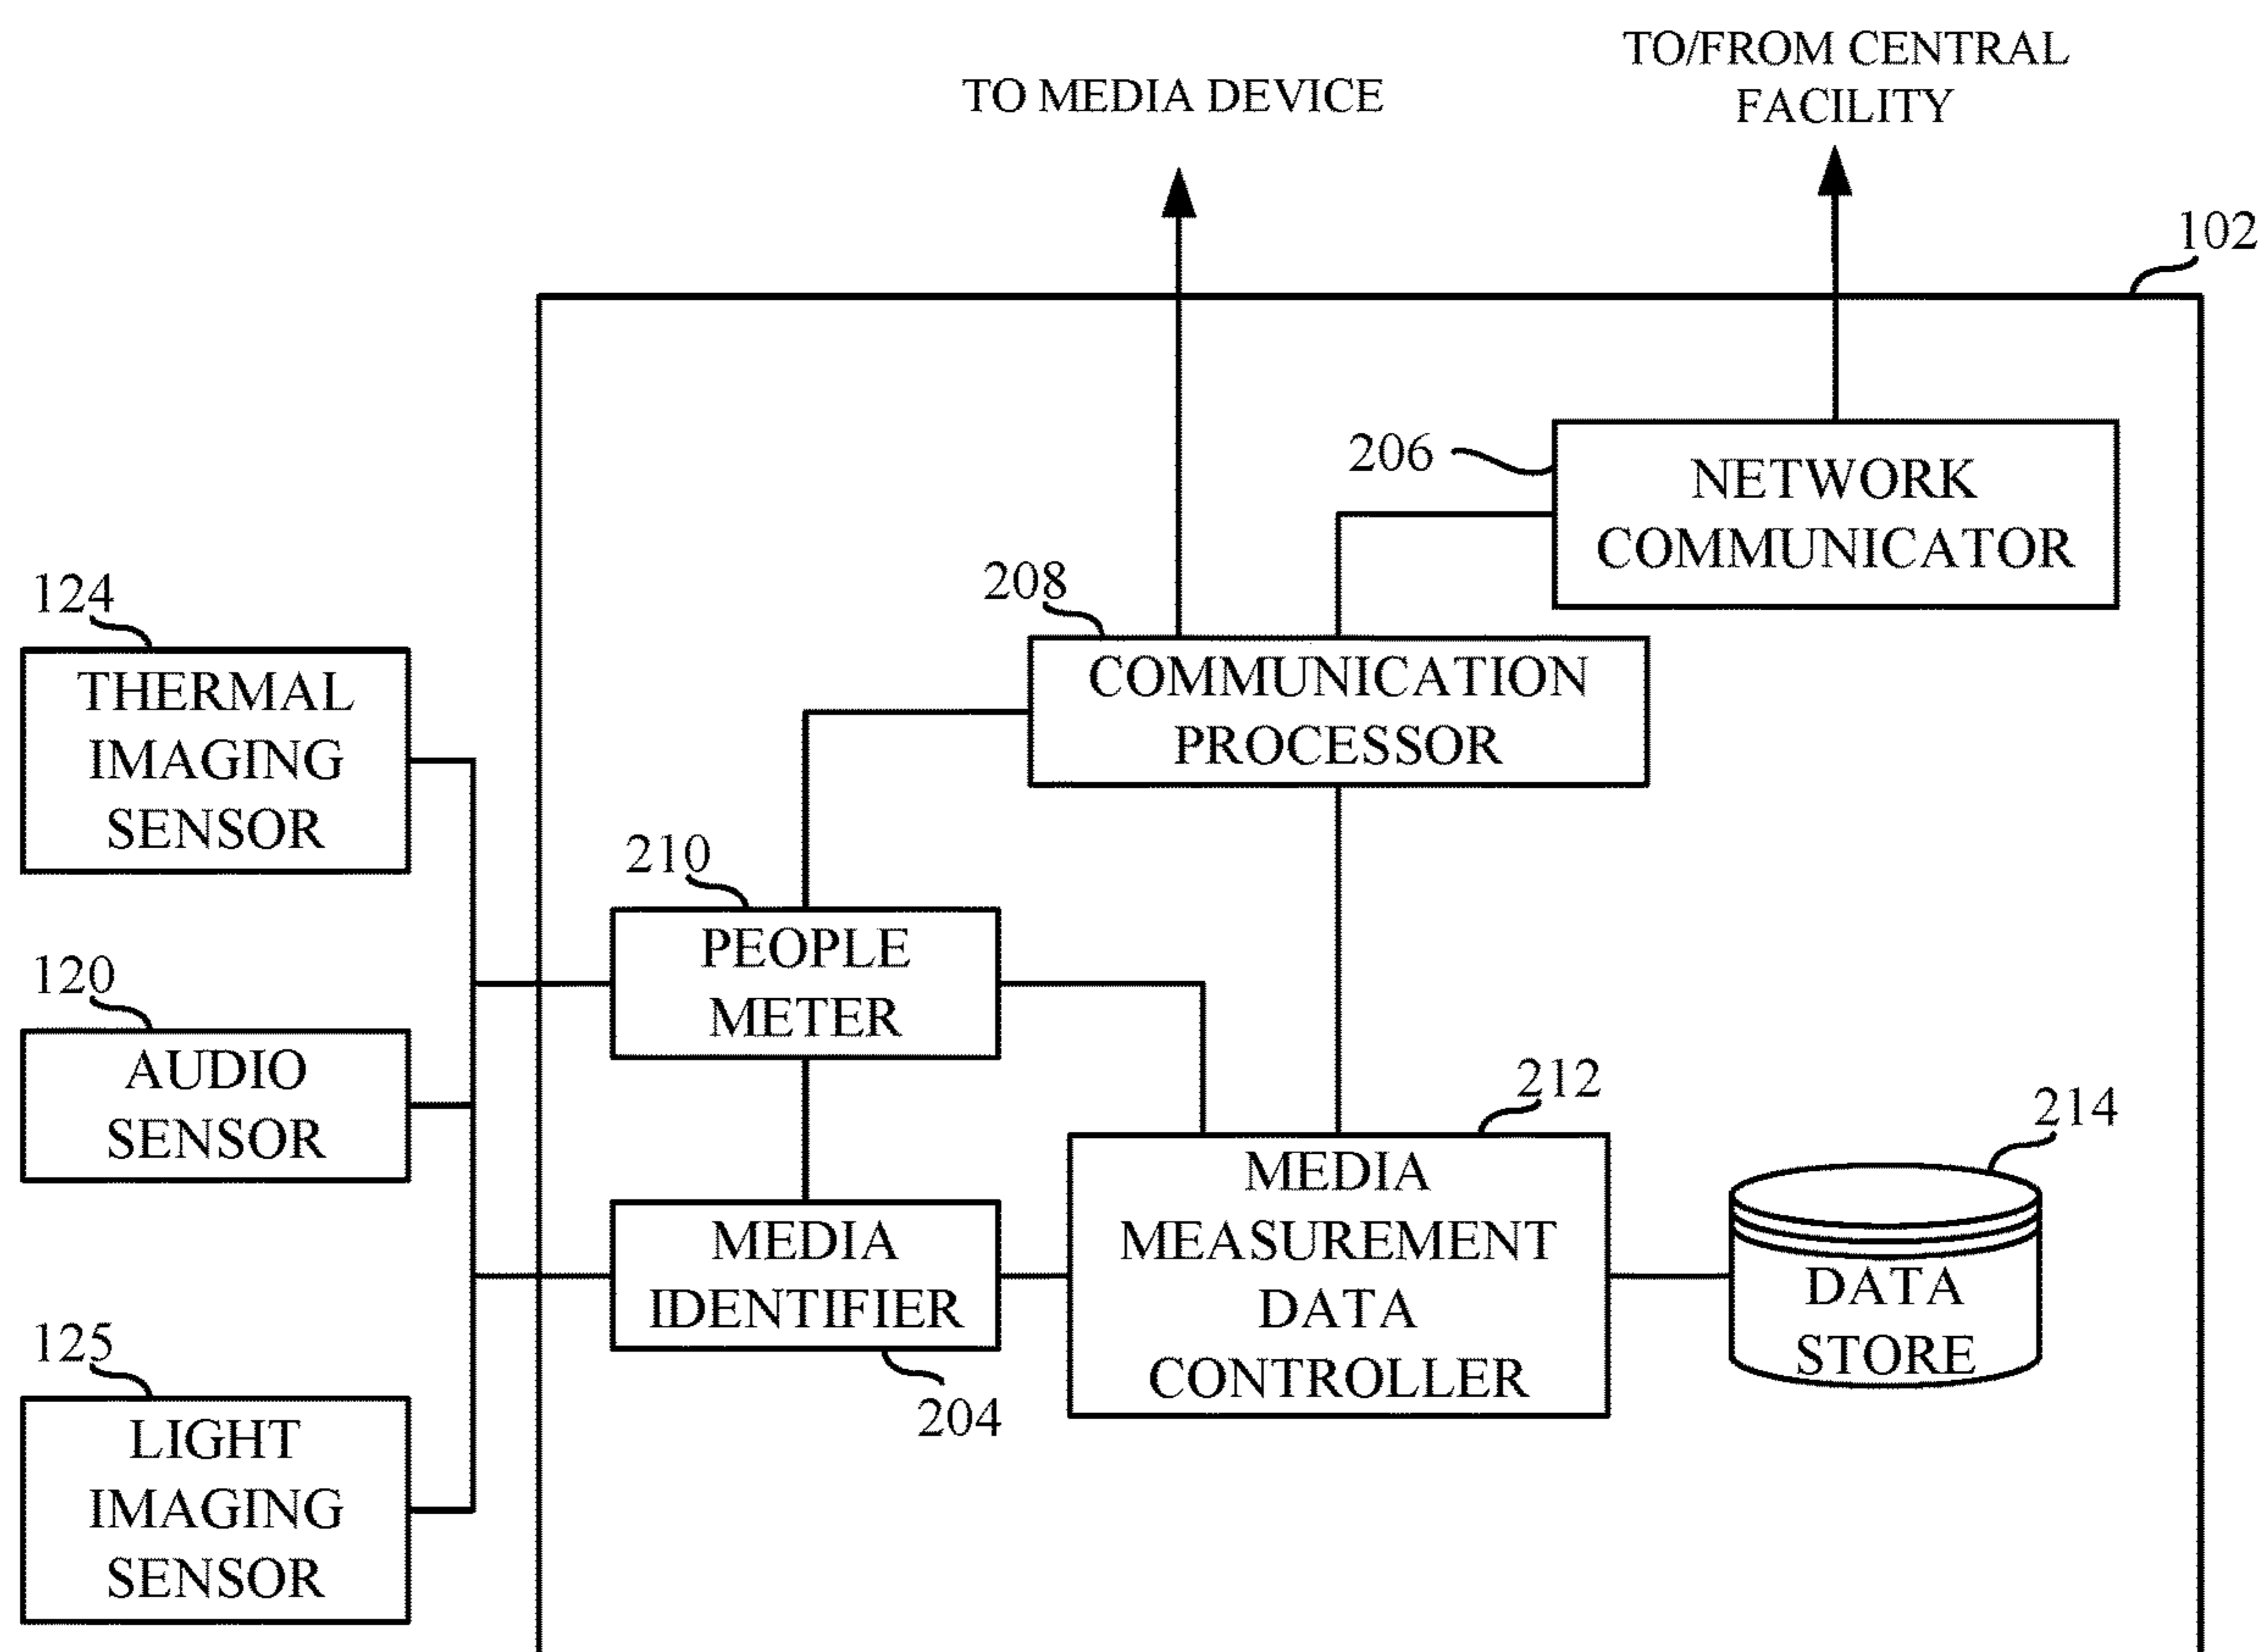 TO/FROM CENTRAL
FACILITY
TO MEDIA DEVICE
102
206
NETWORK
COMMUNICATOR
208
COMMUNICATION
PROCESSOR
124
THERMAL
IMAGING
SENSOR
210
PEOPLE
METER
120
AUDIO
SENSOR
212
MEDIA
MEASUREMENT
DATA
CONTROLLER
214
DATA
STORE
MEDIA
IDENTIFIER
204
125
LIGHT
IMAGING
SENSOR